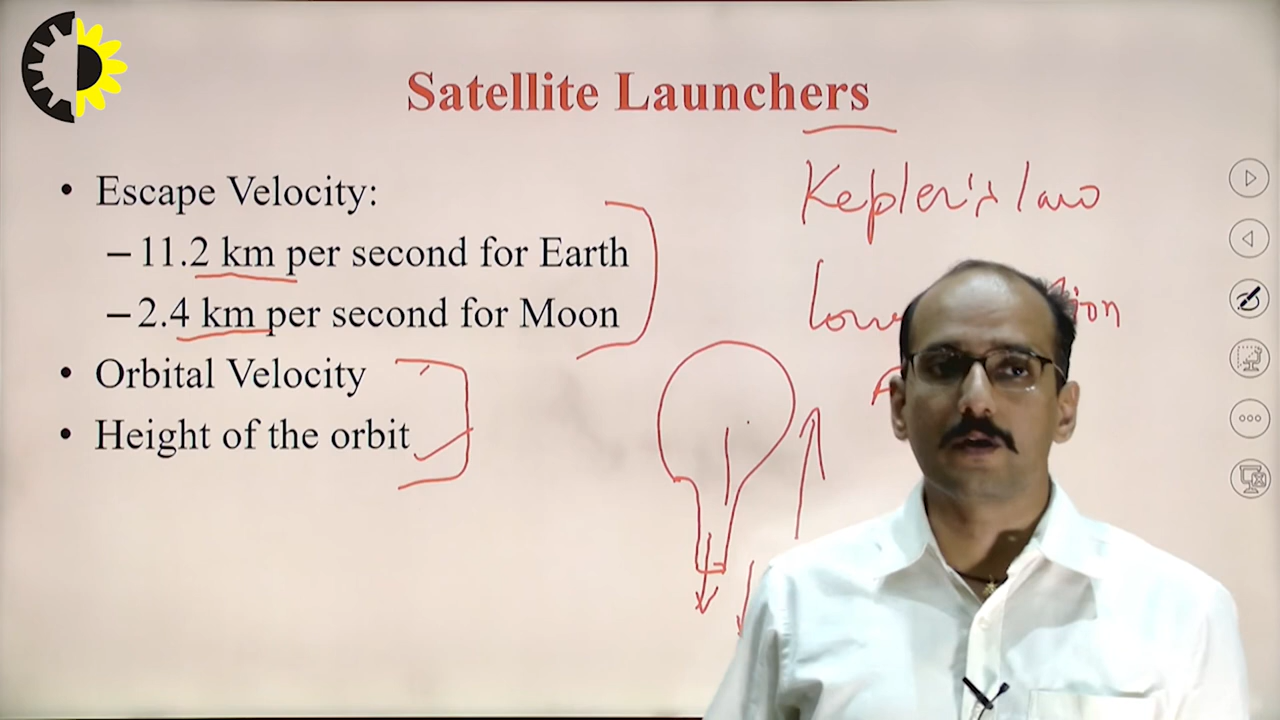 Satellite Launchers
• Escape Velocity:
– 11.2 km per second for Earth
– 2.4 km per second for Moon
• Orbital Velocity
• Height of the orbit
Kepler's law